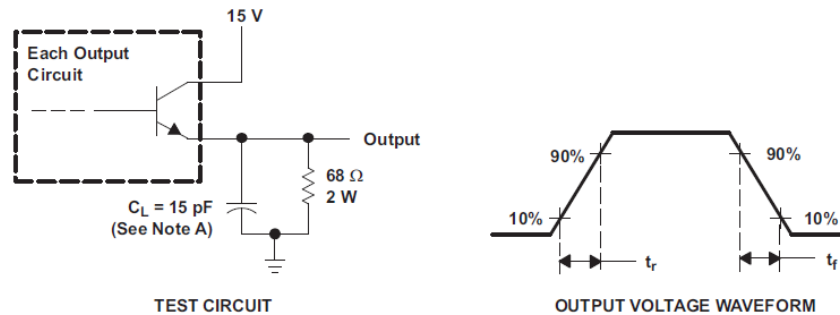 15 V
Each Output
Circuit
Output
68 Ω
2 W
C_L = 15 pF
(See Note A)
TEST CIRCUIT
90%
90%
10%
10%
t_r
t_f
OUTPUT VOLTAGE WAVEFORM